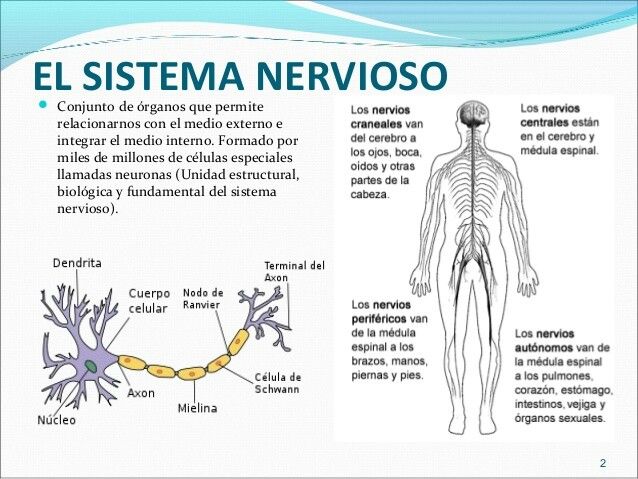 EL SISTEMA NERVIOSO
Conjunto de órganos que permite
relacionarnos con el medio externo e
integrar el medio interno. Formado por
miles de millones de células especiales
llamadas neuronas (Unidad estructural,
biológica y fundamental del sistema
nervioso).
Dendrita
Cuerpo
celular
Nodo de
Ranvier
Terminal del
Axon
Axon
Célula de
Schwann
Mielina
Núcleo
Los nervios
craneales van
del cerebro a
los ojos, boca,
oidos y otras
partes de la
cabeza.
Los nervios
centrales están
en el cerebro y
médula espinal.
Los nervios
periféricos van
de la médula
espinal a los
brazos, manos,
piernas y pies.
Los nervios
autónomos van de
la médula espinal
a los pulmones,
corazón, estómago,
intestinos, vejiga y
órganos sexuales.
2